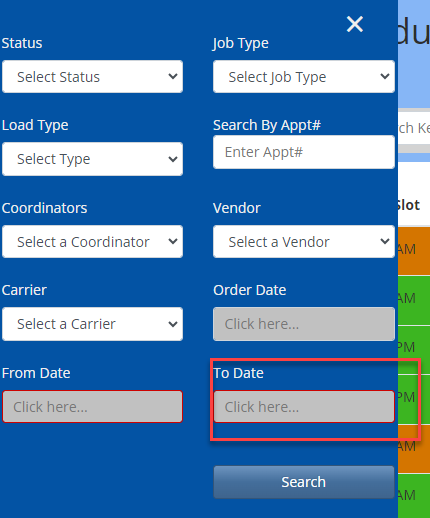 ×
du
Status
Job Type
Select Status
Select Job Type
ch Ke
Load Type
Search By Appt#
Select Type
Enter Appt#
Coordinators
Vendor
Slot
Select a Coordinator
Select a Vendor
AM
Carrier
Order Date
AM
Select a Carrier
Click here...
PM
From Date
To Date
Click here...
Click here...
PM
AM
Search
AM